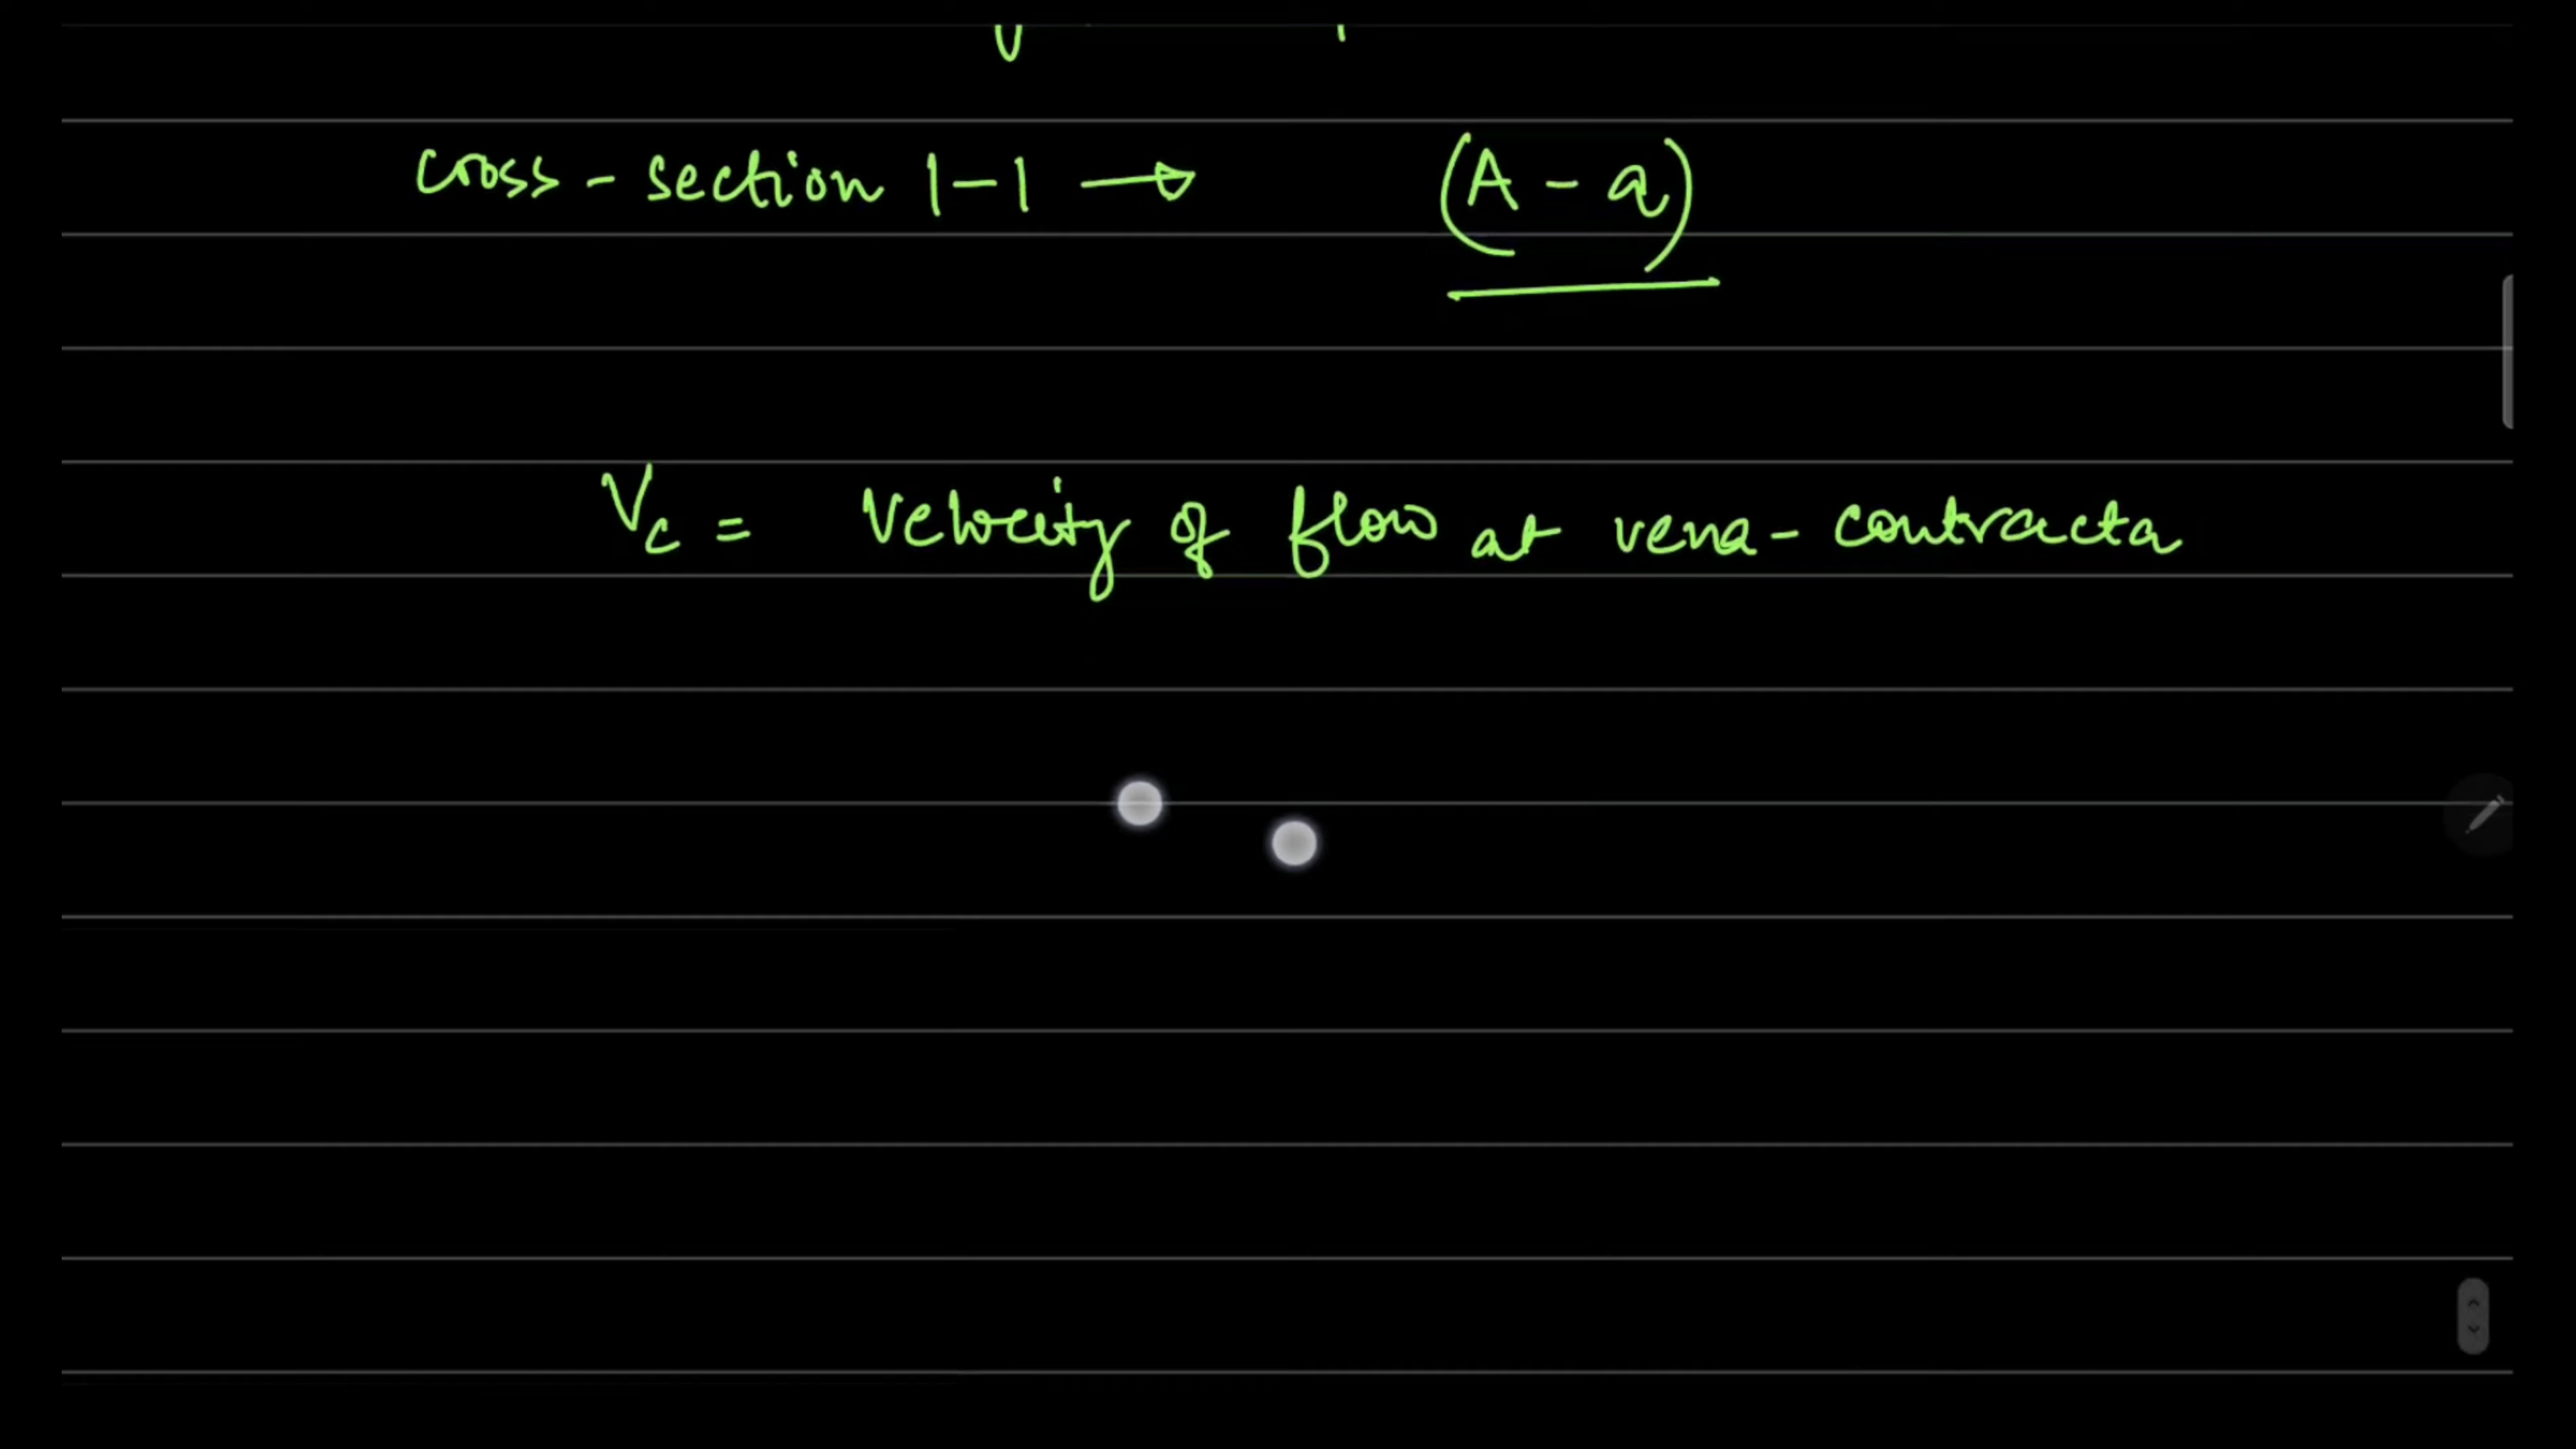 cross - section 1-1 → (A - a)
Vc = Velocity of flow at vena - contracta